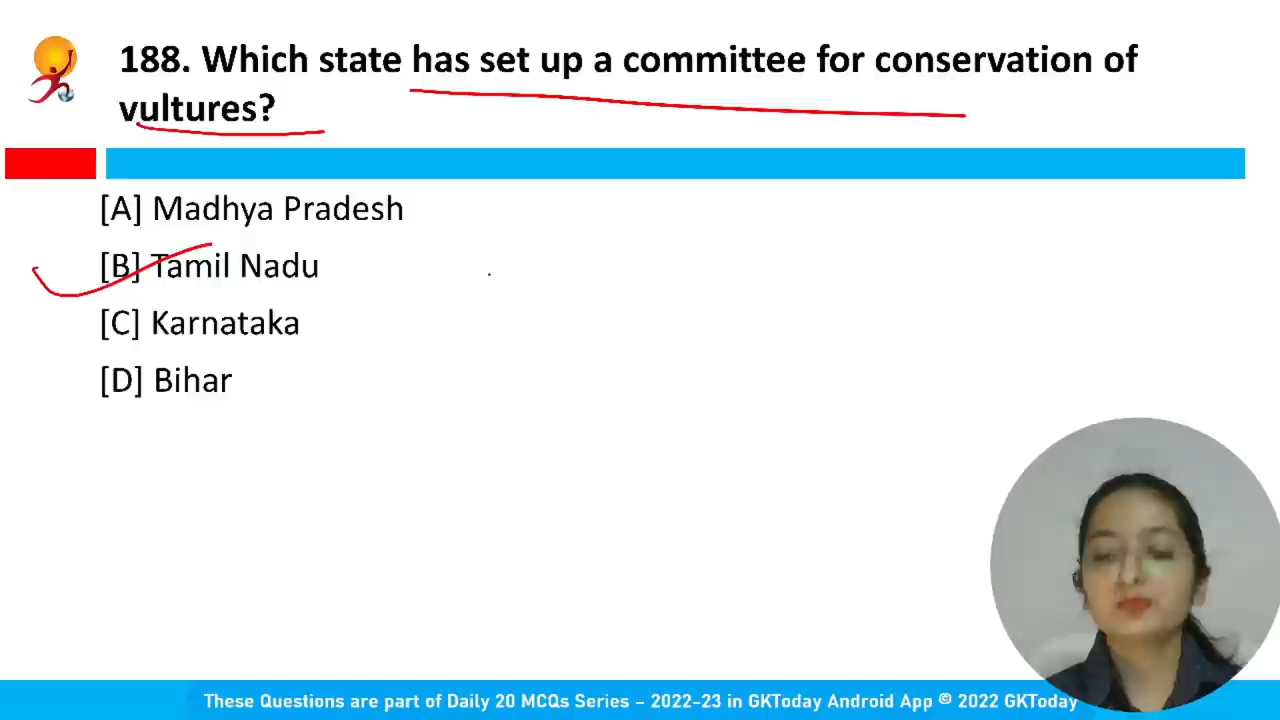 188. Which state has set up a committee for conservation of
vultures?
[A] Madhya Pradesh
[B] Tamil Nadu
[C] Karnataka
[D] Bihar
These Questions are part of Daily 20 MCQs Series – 2022-23 in GKToday Android App © 2022 GKToday